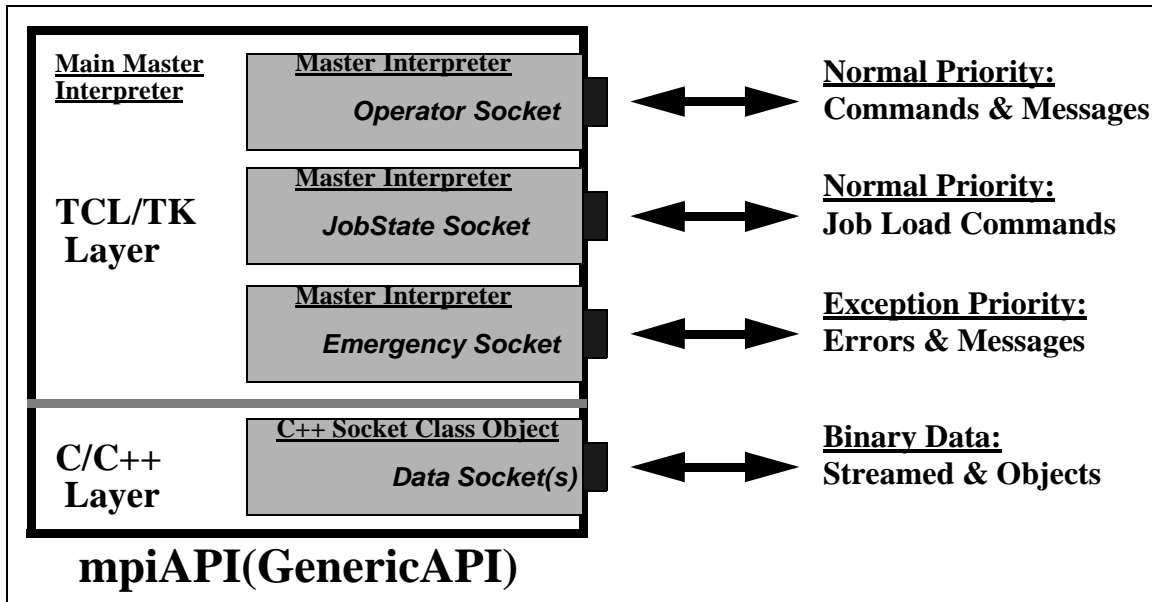 Main Master
Interpreter
Master Interpreter
Operator Socket
Normal Priority:
Commands & Messages
TCL/TK
Layer
Master Interpreter
JobState Socket
Normal Priority:
Job Load Commands
Master Interpreter
Emergency Socket
Exception Priority:
Errors & Messages
C/C++
Layer
C++ Socket Class Object
Data Socket(s)
Binary Data:
Streamed & Objects
mpiAPI(GenericAPI)